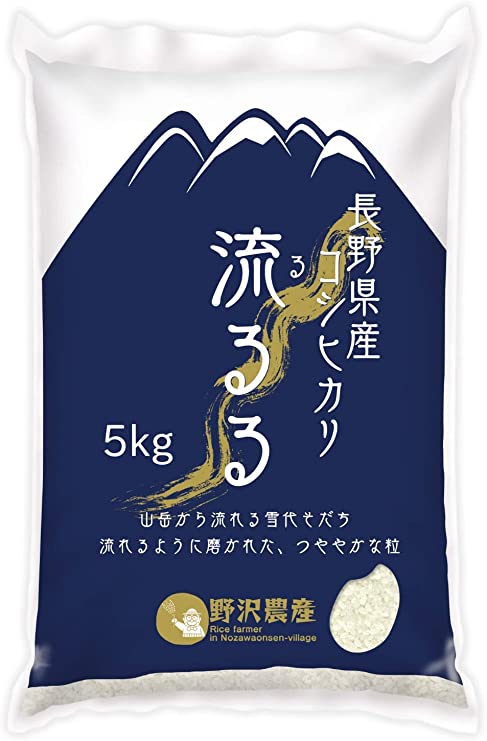 長野県産
コシヒカリ
る
流るる
5kg
山岳から流れる雪代そだち
流れるように磨かれた、つややかな粒
野沢農産
Rice farmer
in Nozawaonsen-village